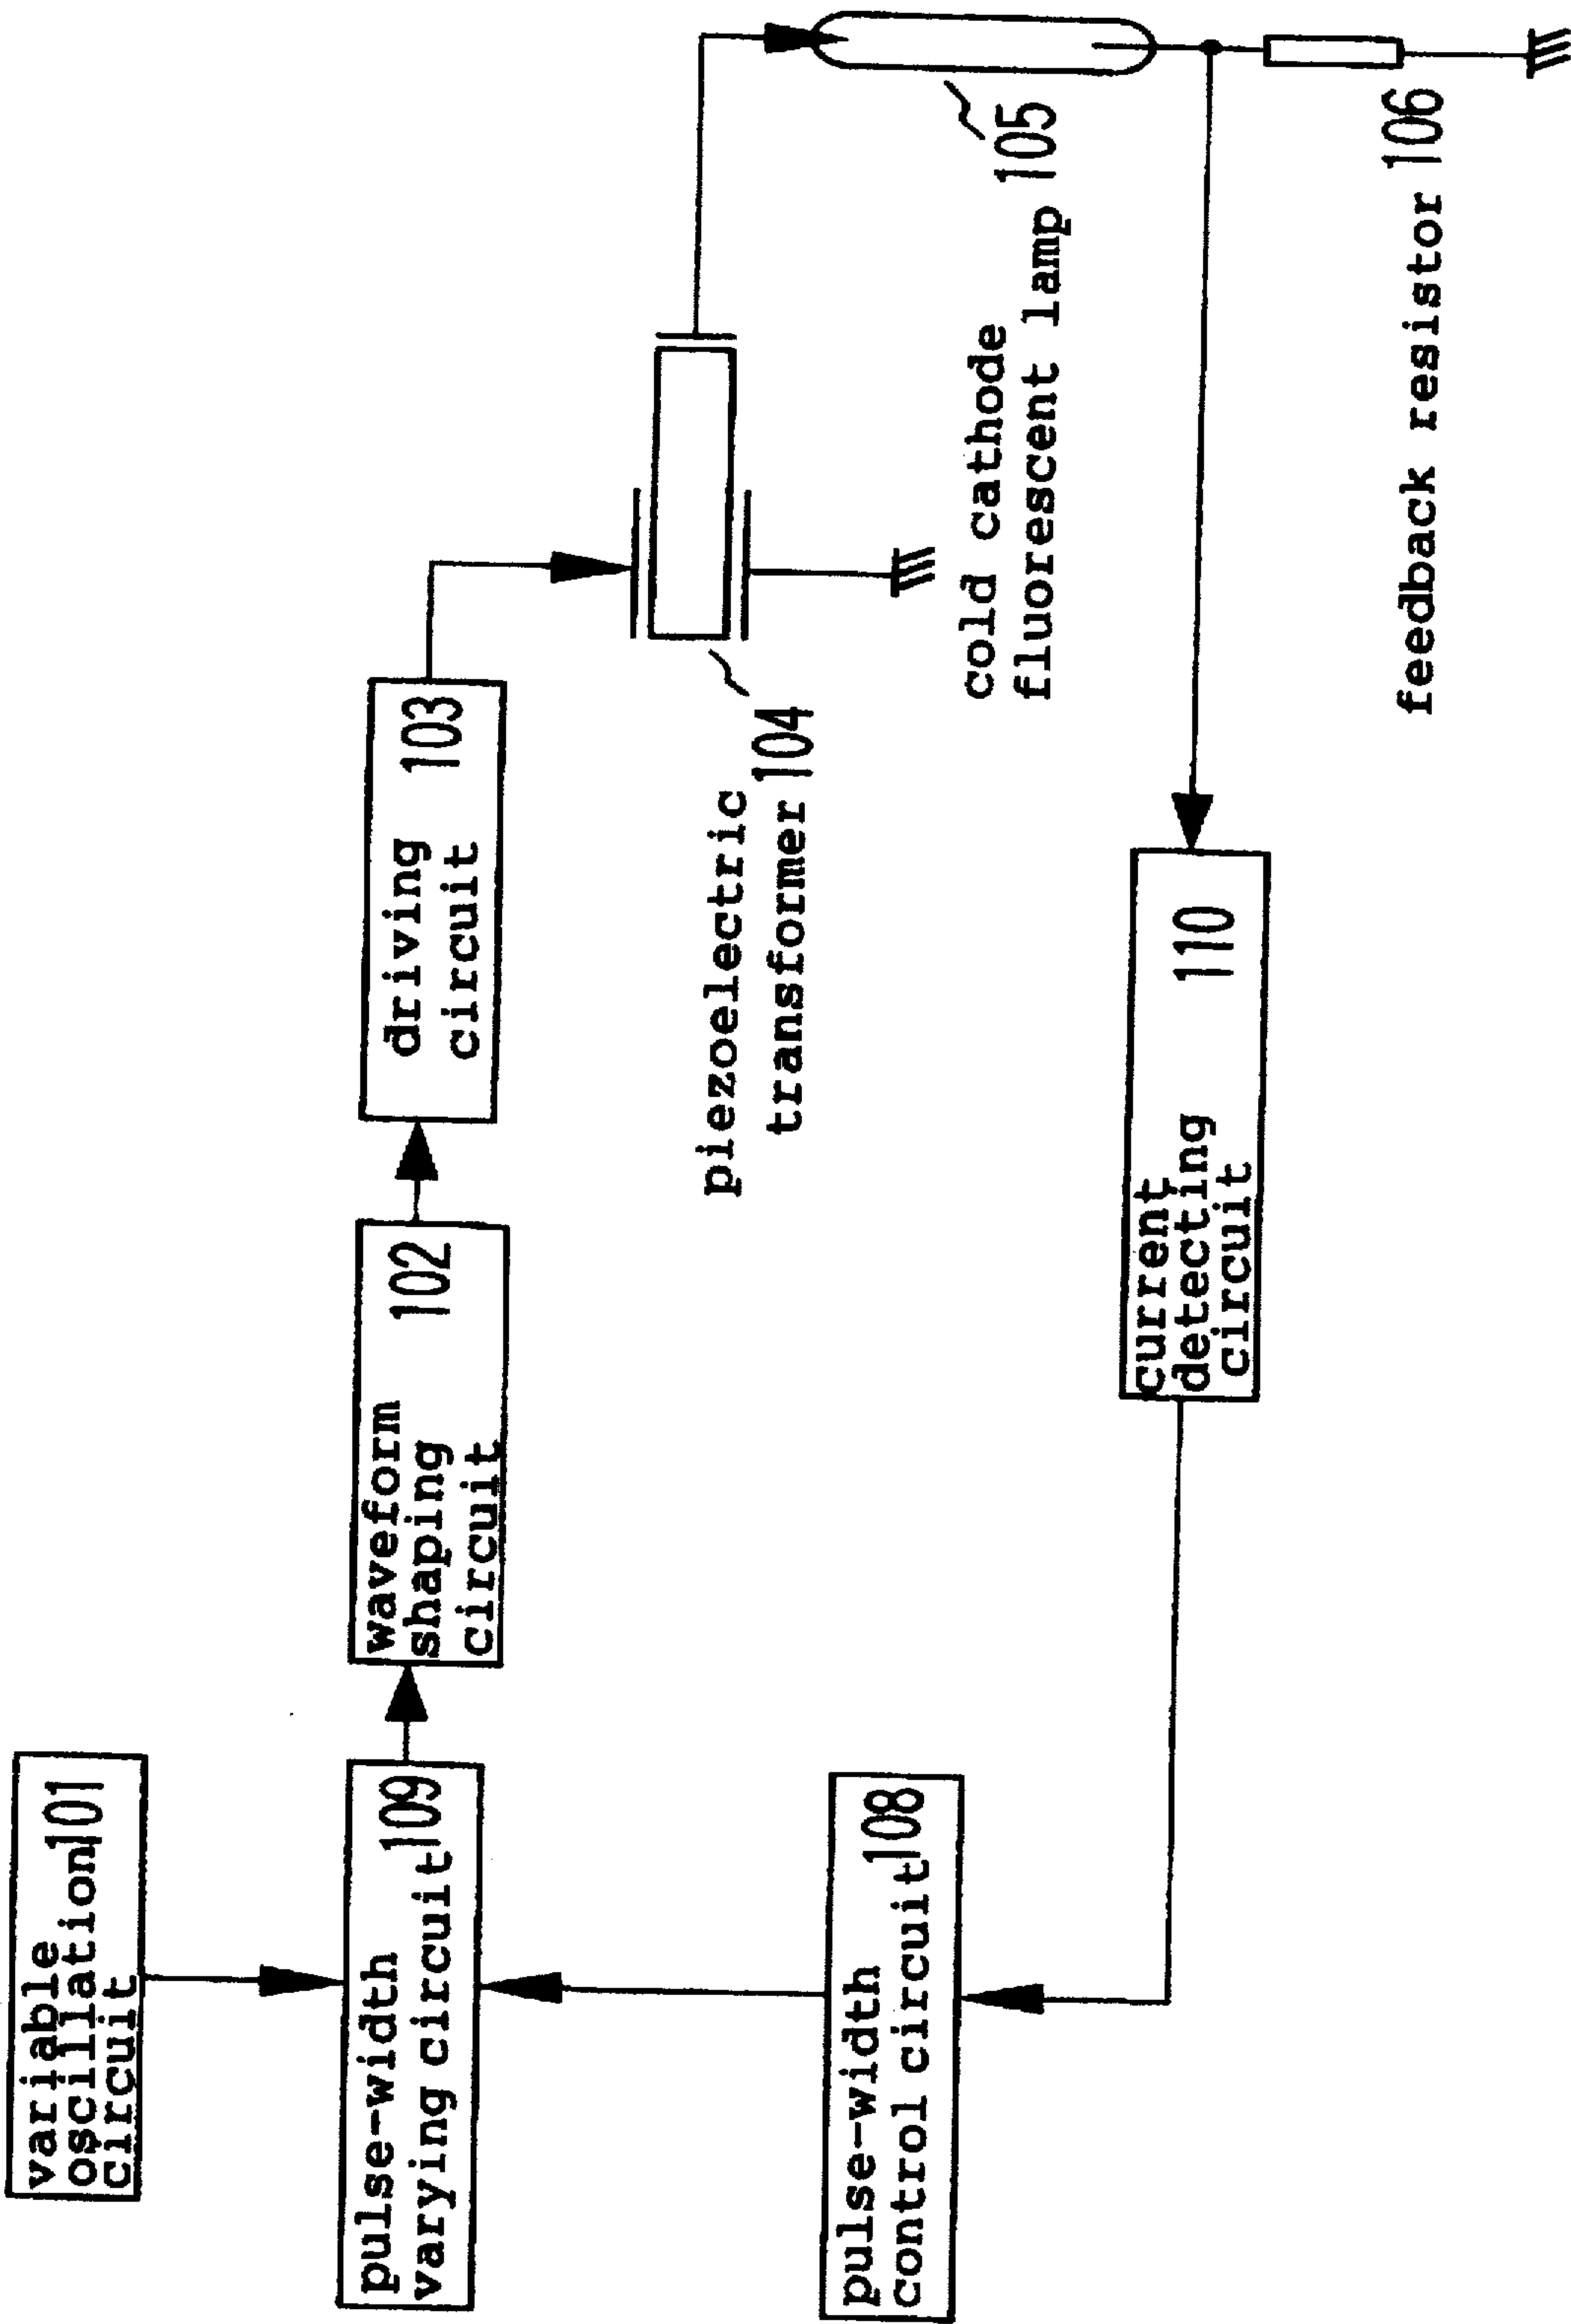 variable
oscillation 101
circuit
pulse-width 109
varying circuit
waveform 102
shaping
circuit
driving 103
circuit
piezoelectric
transformer 104
cold cathode
fluorescent lamp 105
feedback resistor 106
pulse-width 108
control circuit
current 110
detecting
circuit